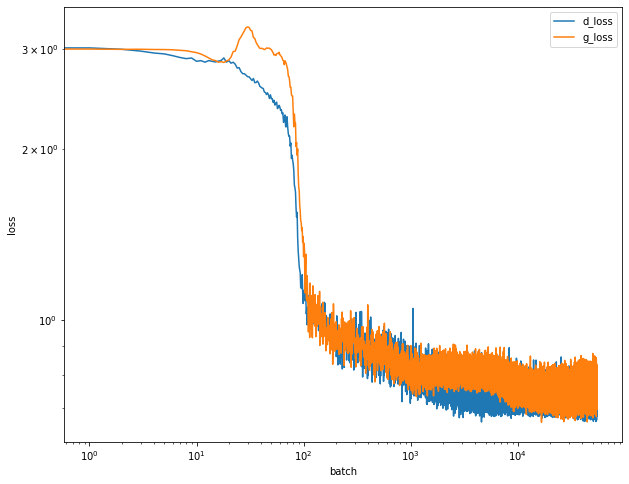 d_loss
g_loss
3 × 10⁰
2 × 10⁰
10⁰
loss
10⁰ 10¹ 10² 10³ 10⁴
batch